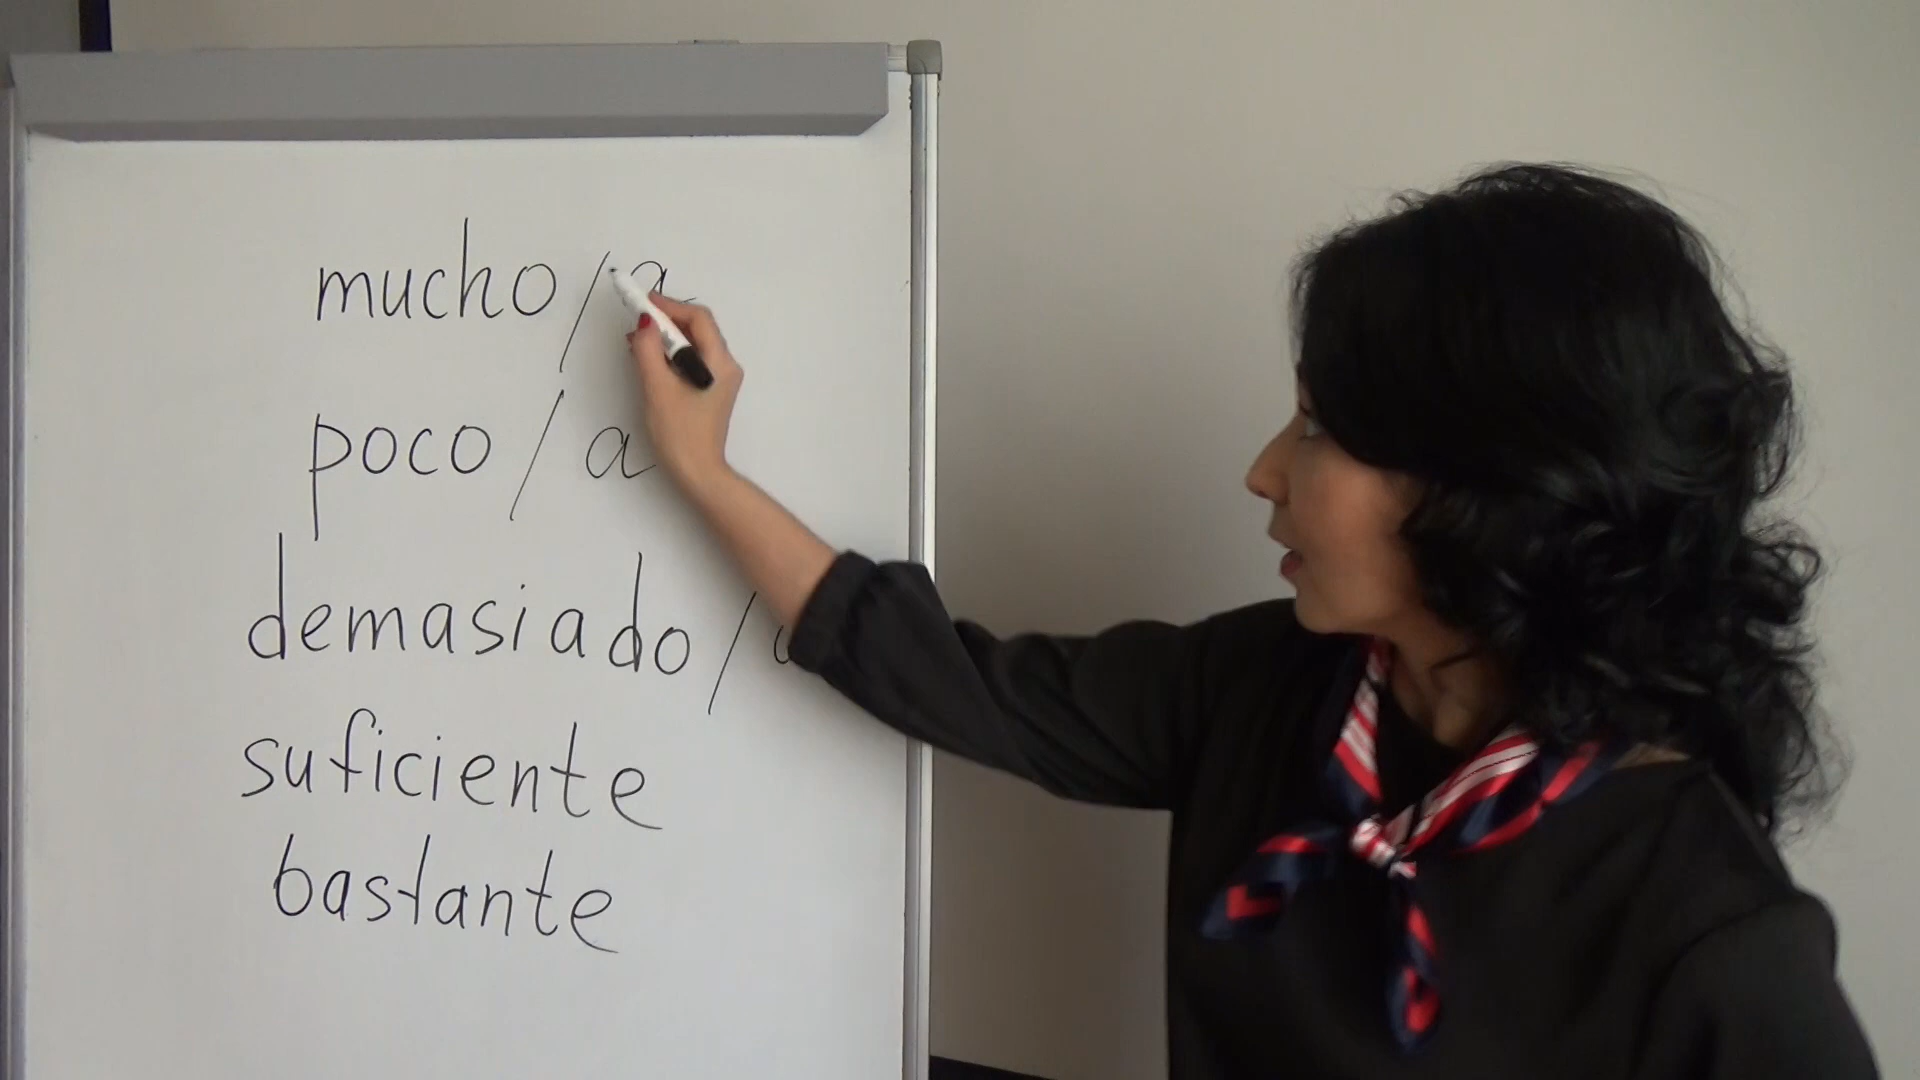 mucho/a
poco/a
demasiado/a
suficiente
bastante